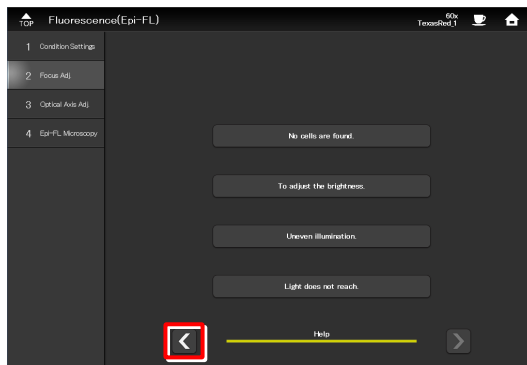 TOP
Fluorescence(Epi-FL)
60x
TexasRed_1
1 Condition Settings
2 Focus Adj.
3 Optical Axis Adj.
4 Epi-FL Microscopy
No cells are found.
To adjust the brightness.
Uneven illumination.
Light does not reach.
Help